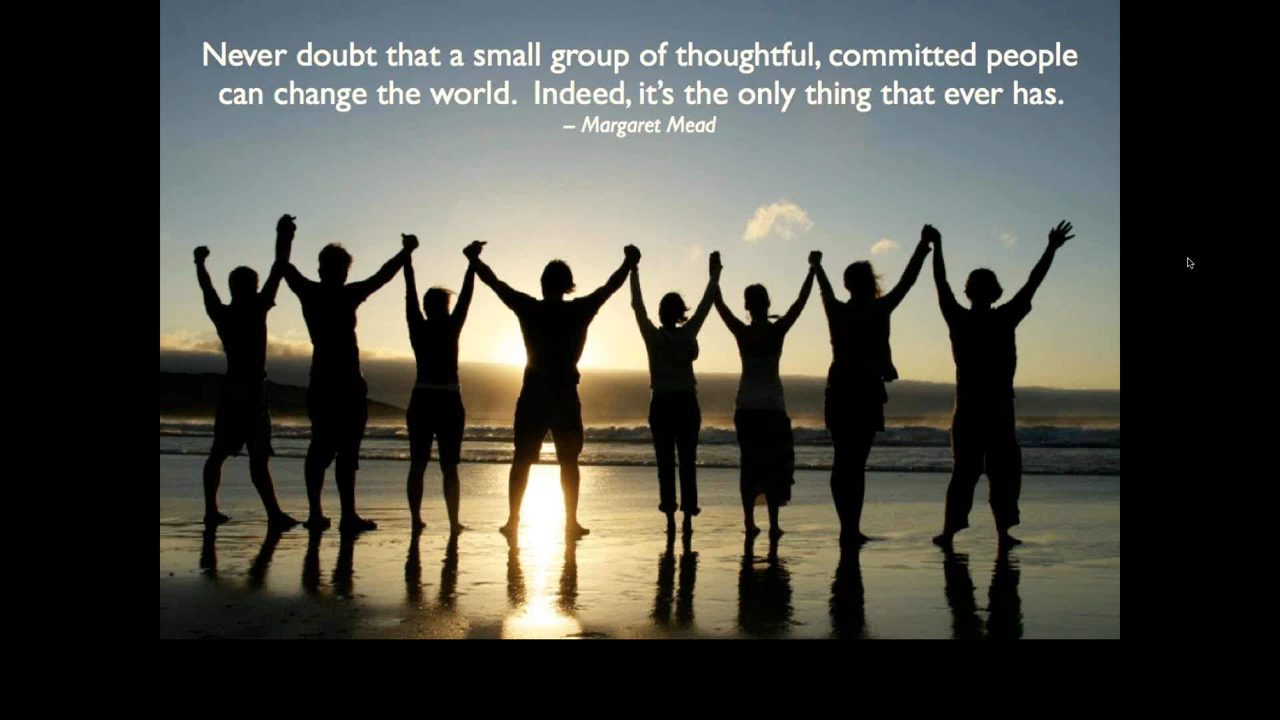 Never doubt that a small group of thoughtful, committed people
can change the world.  Indeed, it's the only thing that ever has.
– Margaret Mead